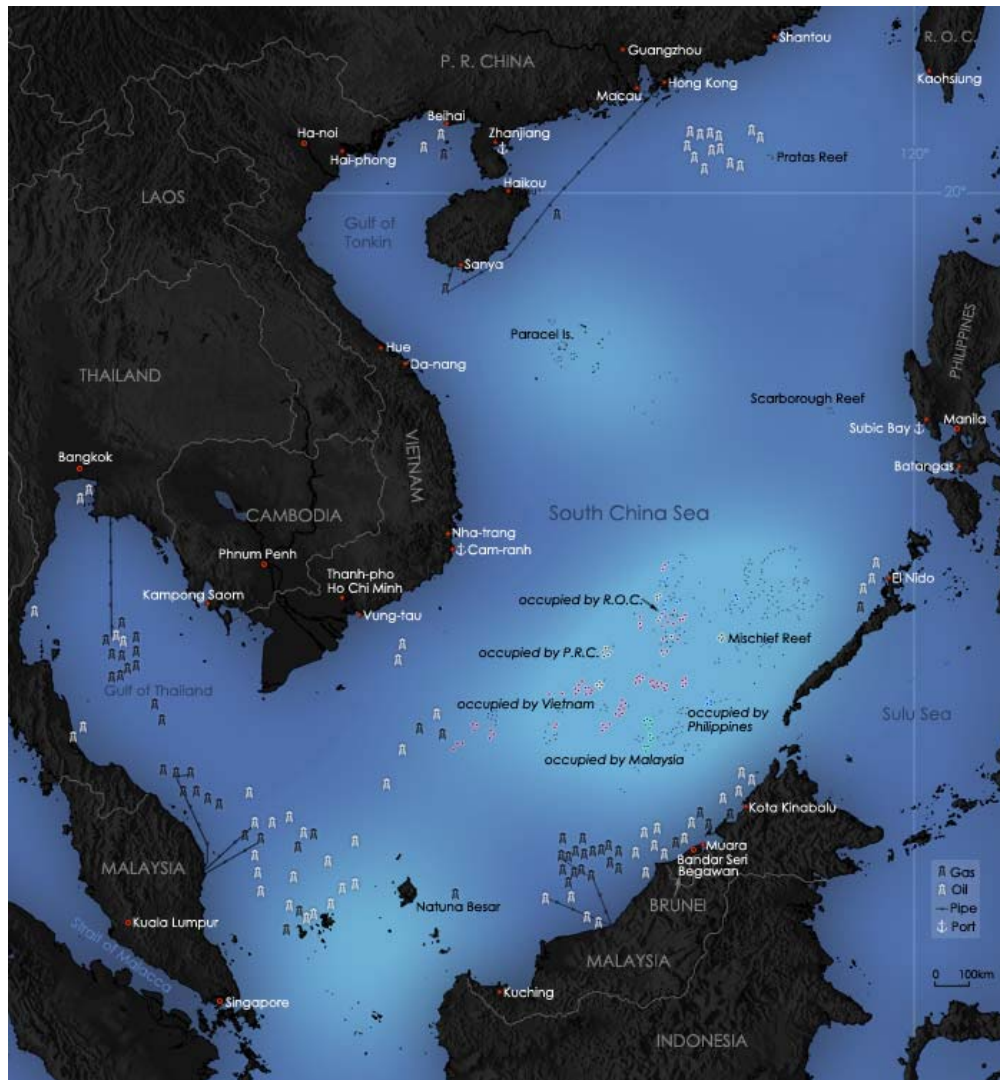 Shantou
R. O. C.
Guangzhou
P. R. CHINA
Kaohsiung
Hong Kong
Macau
Beihai
Zhanjiang
Ha-noi
Hai-phong
Pratas Reef
120°
LAOS
Haikou
20°
Gulf of
Tonkin
Sanya
Paracel Is.
Hue
Da-nang
THAILAND
PHILIPPINES
Scarborough Reef
Manila
Subic Bay
VIETNAM
Bangkok
Batangas
CAMBODIA
South China Sea
Nha-trang
Cam-ranh
Phnum Penh
Thanh-pho
Ho Chi Minh
El Nido
Kampong Saom
occupied by R.O.C.
Vung-tau
Mischief Reef
occupied by P.R.C.
Gulf of Thailand
occupied by Vietnam
occupied by
Philippines
Sulu Sea
occupied by Malaysia
Kota Kinabalu
Muara
Bandar Seri
Begawan
MALAYSIA
Gas
Oil
Pipe
Port
Natuna Besar
BRUNEI
Kuala Lumpur
Strait of Malacca
MALAYSIA
0 100km
Kuching
Singapore
INDONESIA